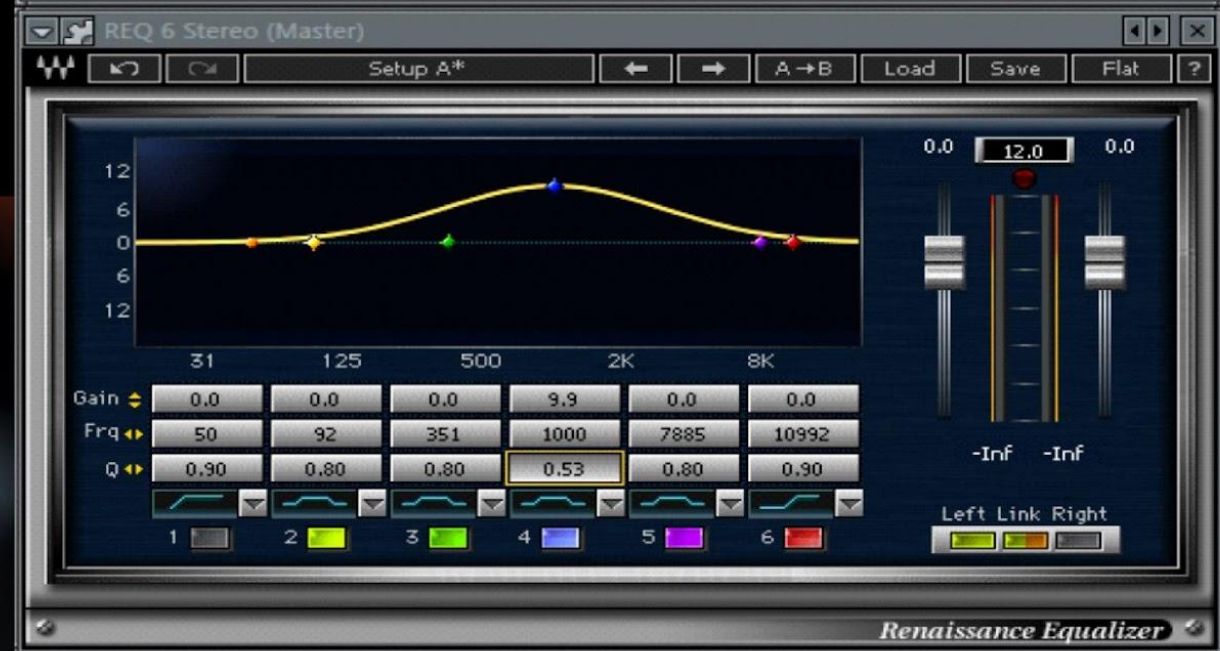 REQ 6 Stereo (Master)
Setup A* A→B Load Save Flat ?
0.0 12.0 0.0
12
6
0
6
12
31 125 500 2K 8K
Gain 0.0 0.0 0.0 9.9 0.0 0.0
Frq 50 92 351 1000 7885 10992
Q 0.90 0.80 0.80 0.53 0.80 0.90
-Inf -Inf
1 2 3 4 5 6
Left Link Right
Renaissance Equalizer